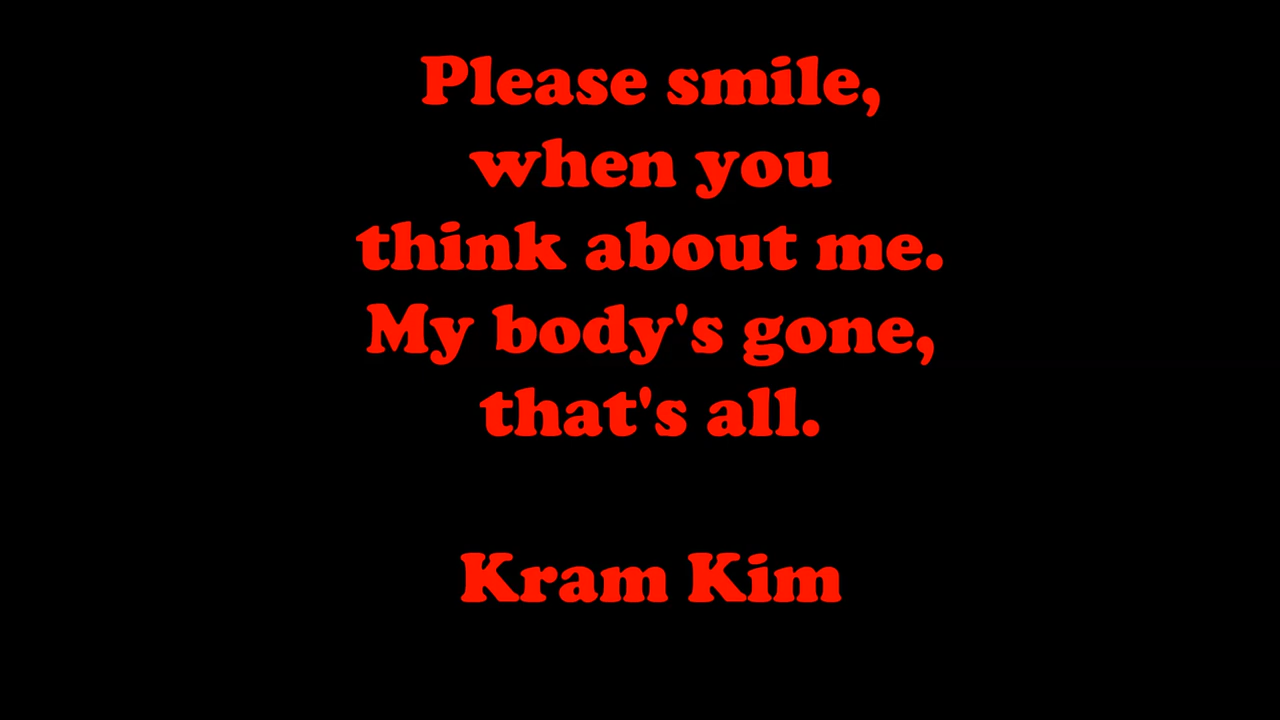 Please smile,
when you
think about me.
My body's gone,
that's all.
Kram Kim